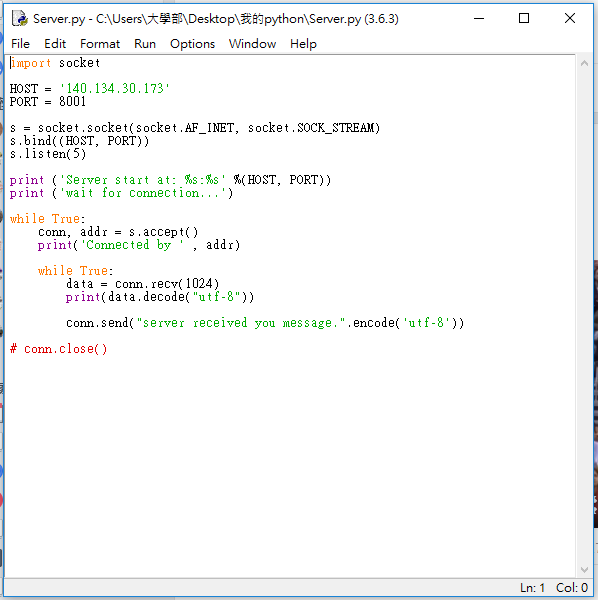 Server.py - C:\Users\大學部\Desktop\我的python\Server.py (3.6.3)
File Edit Format Run Options Window Help
import socket
HOST = '140.134.30.173'
PORT = 8001
s = socket.socket(socket.AF_INET, socket.SOCK_STREAM)
s.bind((HOST, PORT))
s.listen(5)
print ('Server start at: %s:%s' %(HOST, PORT))
print ('wait for connection...')
while True:
    conn, addr = s.accept()
    print('Connected by ' , addr)
    while True:
        data = conn.recv(1024)
        print(data.decode("utf-8"))
        conn.send("server received you message.".encode('utf-8'))
# conn.close()
Ln: 1 Col: 0